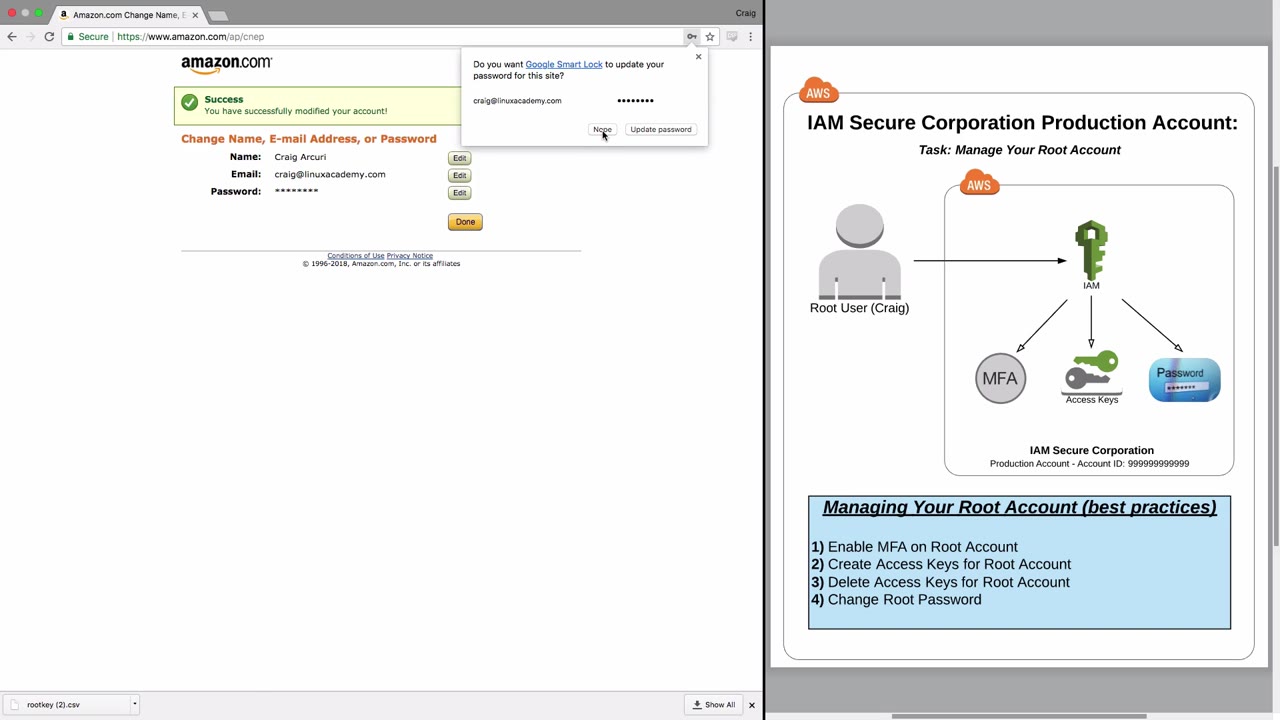 Amazon.com Change Name, E
Craig
Secure
https://www.amazon.com/ap/cnep
amazon.com
Success
You have successfully modified your account!
Change Name, E-mail Address, or Password
Name:
Craig Arcuri
Edit
Email:
craig@linuxacademy.com
Edit
Password:
********
Edit
Done
Conditions of Use Privacy Notice
© 1996-2018, Amazon.com, Inc. or its affiliates
Do you want Google Smart Lock to update your
password for this site?
craig@linuxacademy.com
••••••••
Nope
Update password
rootkey (2).csv
Show All
AWS
IAM Secure Corporation Production Account:
Task: Manage Your Root Account
AWS
Root User (Craig)
IAM
MFA
Access Keys
Password
*******
IAM Secure Corporation
Production Account - Account ID: 999999999999
Managing Your Root Account (best practices)
1) Enable MFA on Root Account
2) Create Access Keys for Root Account
3) Delete Access Keys for Root Account
4) Change Root Password